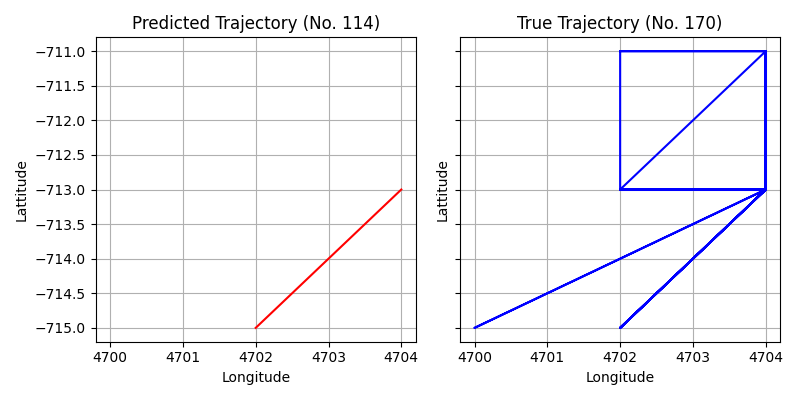 Predicted Trajectory (No. 114)
True Trajectory (No. 170)
−711.0
−711.5
−712.0
−712.5
−713.0
−713.5
−714.0
−714.5
−715.0
Lattitude
Lattitude
4700 4701 4702 4703 4704
4700 4701 4702 4703 4704
Longitude
Longitude